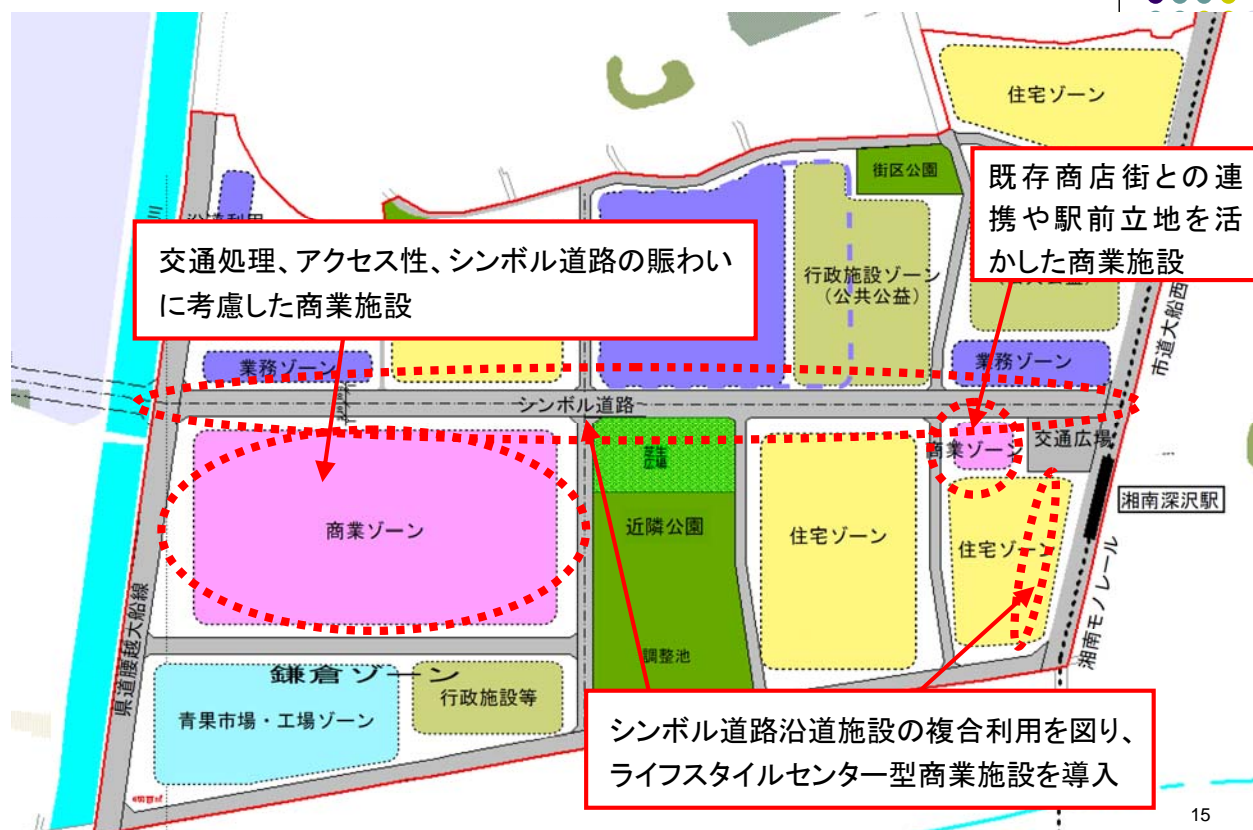 住宅ゾーン
既存商店街との連
携や駅前立地を活
かした商業施設
街区公園
交通処理、アクセス性、シンボル道路の賑わい
に考慮した商業施設
行政施設ゾーン
（公共公益）
市道大船西
業務ゾーン
業務ゾーン
シンボル道路
芝生
広場
商業ゾーン
交通広場
湘南深沢駅
商業ゾーン
近隣公園
住宅ゾーン
住宅ゾーン
湘南モノレール
県道腰越大船線
調整池
鎌倉ゾーン
行政施設等
青果市場・工場ゾーン
シンボル道路沿道施設の複合利用を図り、
ライフスタイルセンター型商業施設を導入
15